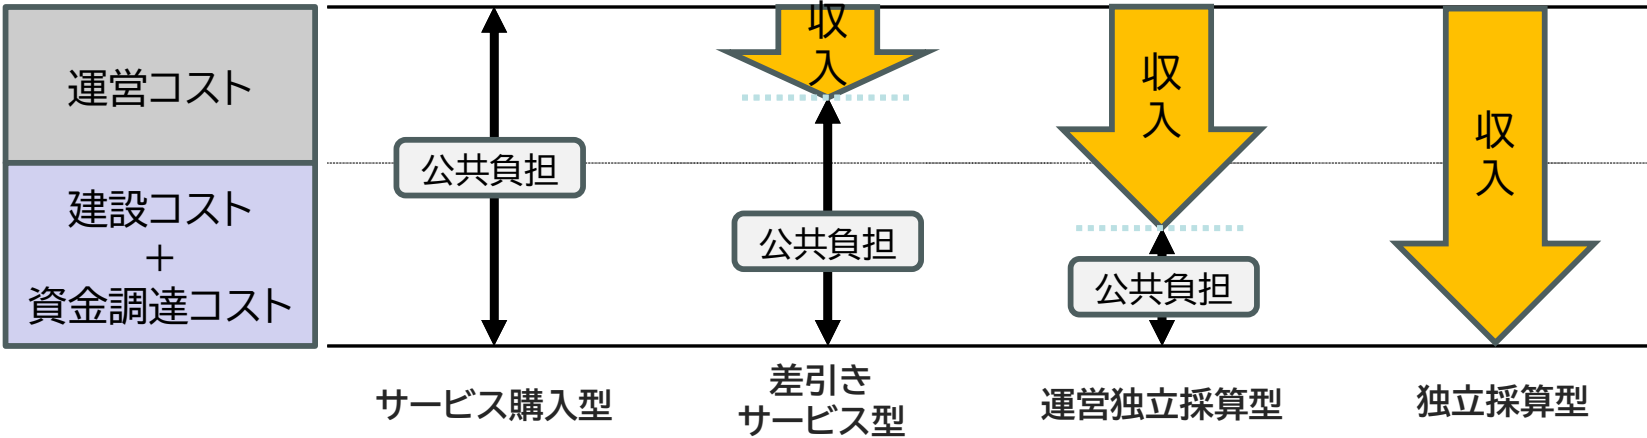 運営コスト
建設コスト
＋
資金調達コスト
公共負担
サービス購入型
収
入
公共負担
差引き
サービス型
収
入
公共負担
運営独立採算型
収
入
独立採算型